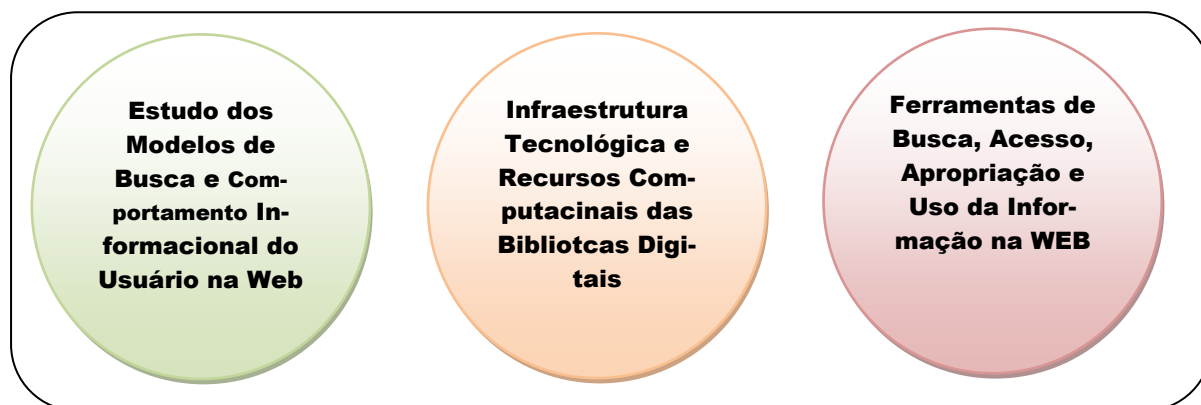 Estudo dos
Modelos de
Busca e Com-
portamento In-
formacional do
Usuário na Web
Infraestrutura
Tecnológica e
Recursos Com-
putacinais das
Bibliotcas Digi-
tais
Ferramentas de
Busca, Acesso,
Apropriação e
Uso da Infor-
mação na WEB